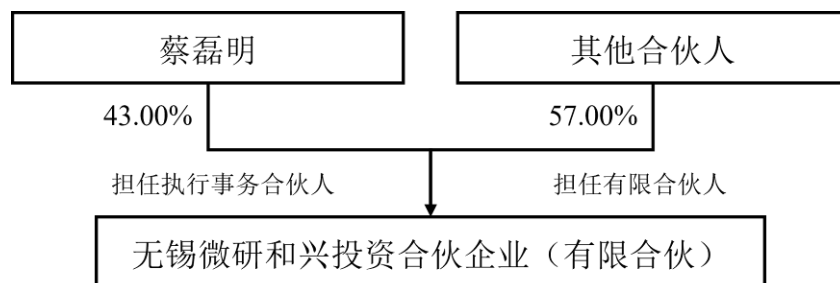 蔡磊明
其他合伙人
43.00%
57.00%
担任执行事务合伙人
担任有限合伙人
无锡微研和兴投资合伙企业（有限合伙）